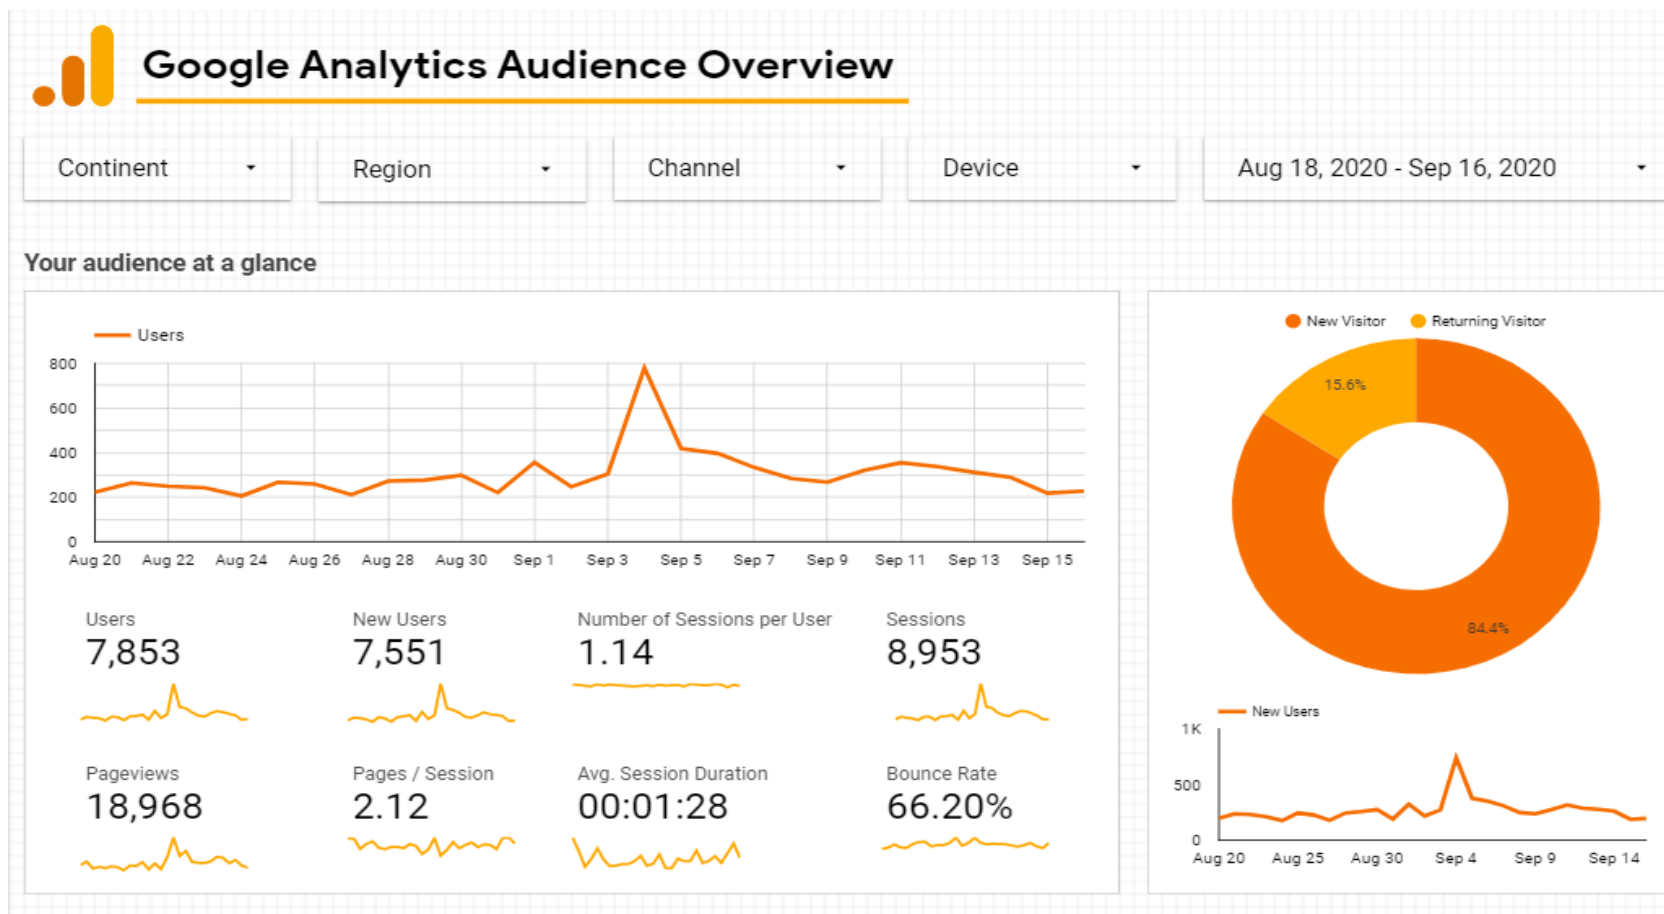 Google Analytics Audience Overview
Continent
Region
Channel
Device
Aug 18, 2020 - Sep 16, 2020
Your audience at a glance
Users
800
600
400
200
0
Aug 20 Aug 22 Aug 24 Aug 26 Aug 28 Aug 30 Sep 1 Sep 3 Sep 5 Sep 7 Sep 9 Sep 11 Sep 13 Sep 15
Users New Users Number of Sessions per User Sessions
7,853 7,551 1.14 8,953
Pageviews Pages / Session Avg. Session Duration Bounce Rate
18,968 2.12 00:01:28 66.20%
New Visitor Returning Visitor
15.6%
84.4%
New Users
1K
500
0
Aug 20 Aug 25 Aug 30 Sep 4 Sep 9 Sep 14